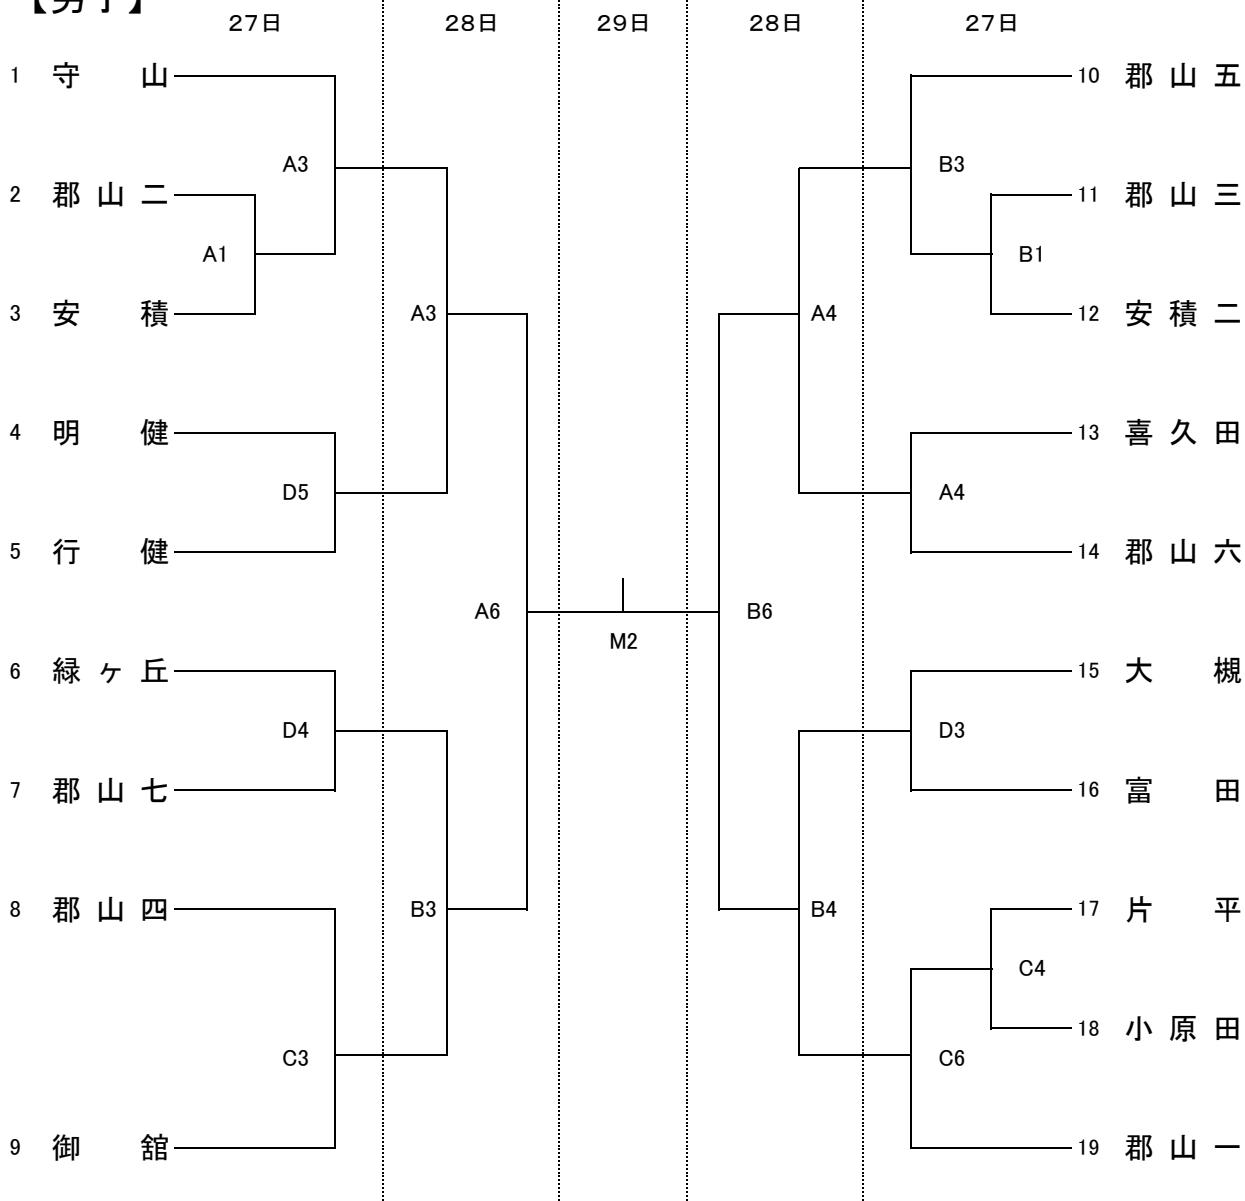 【男子】
27日 28日 29日 28日 27日
1 守山 10 郡山五
A3 B3
2 郡山二 11 郡山三
A1 B1
3 安積 A3 A4 12 安積二
4 明健 13 喜久田
D5 A4
5 行健 14 郡山六
A6 B6
M2
6 緑ヶ丘 15 大槻
D4 D3
7 郡山七 16 富田
8 郡山四 B3 B4 17 片平
C4
18 小原田
C3 C6
9 御舘 19 郡山一